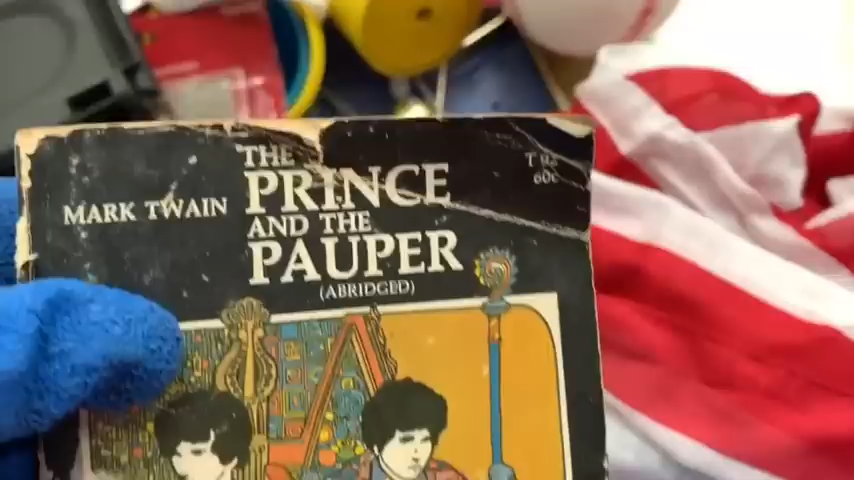 THE
PRINCE
MARK TWAIN
AND THE
PAUPER
(ABRIDGED)
60¢